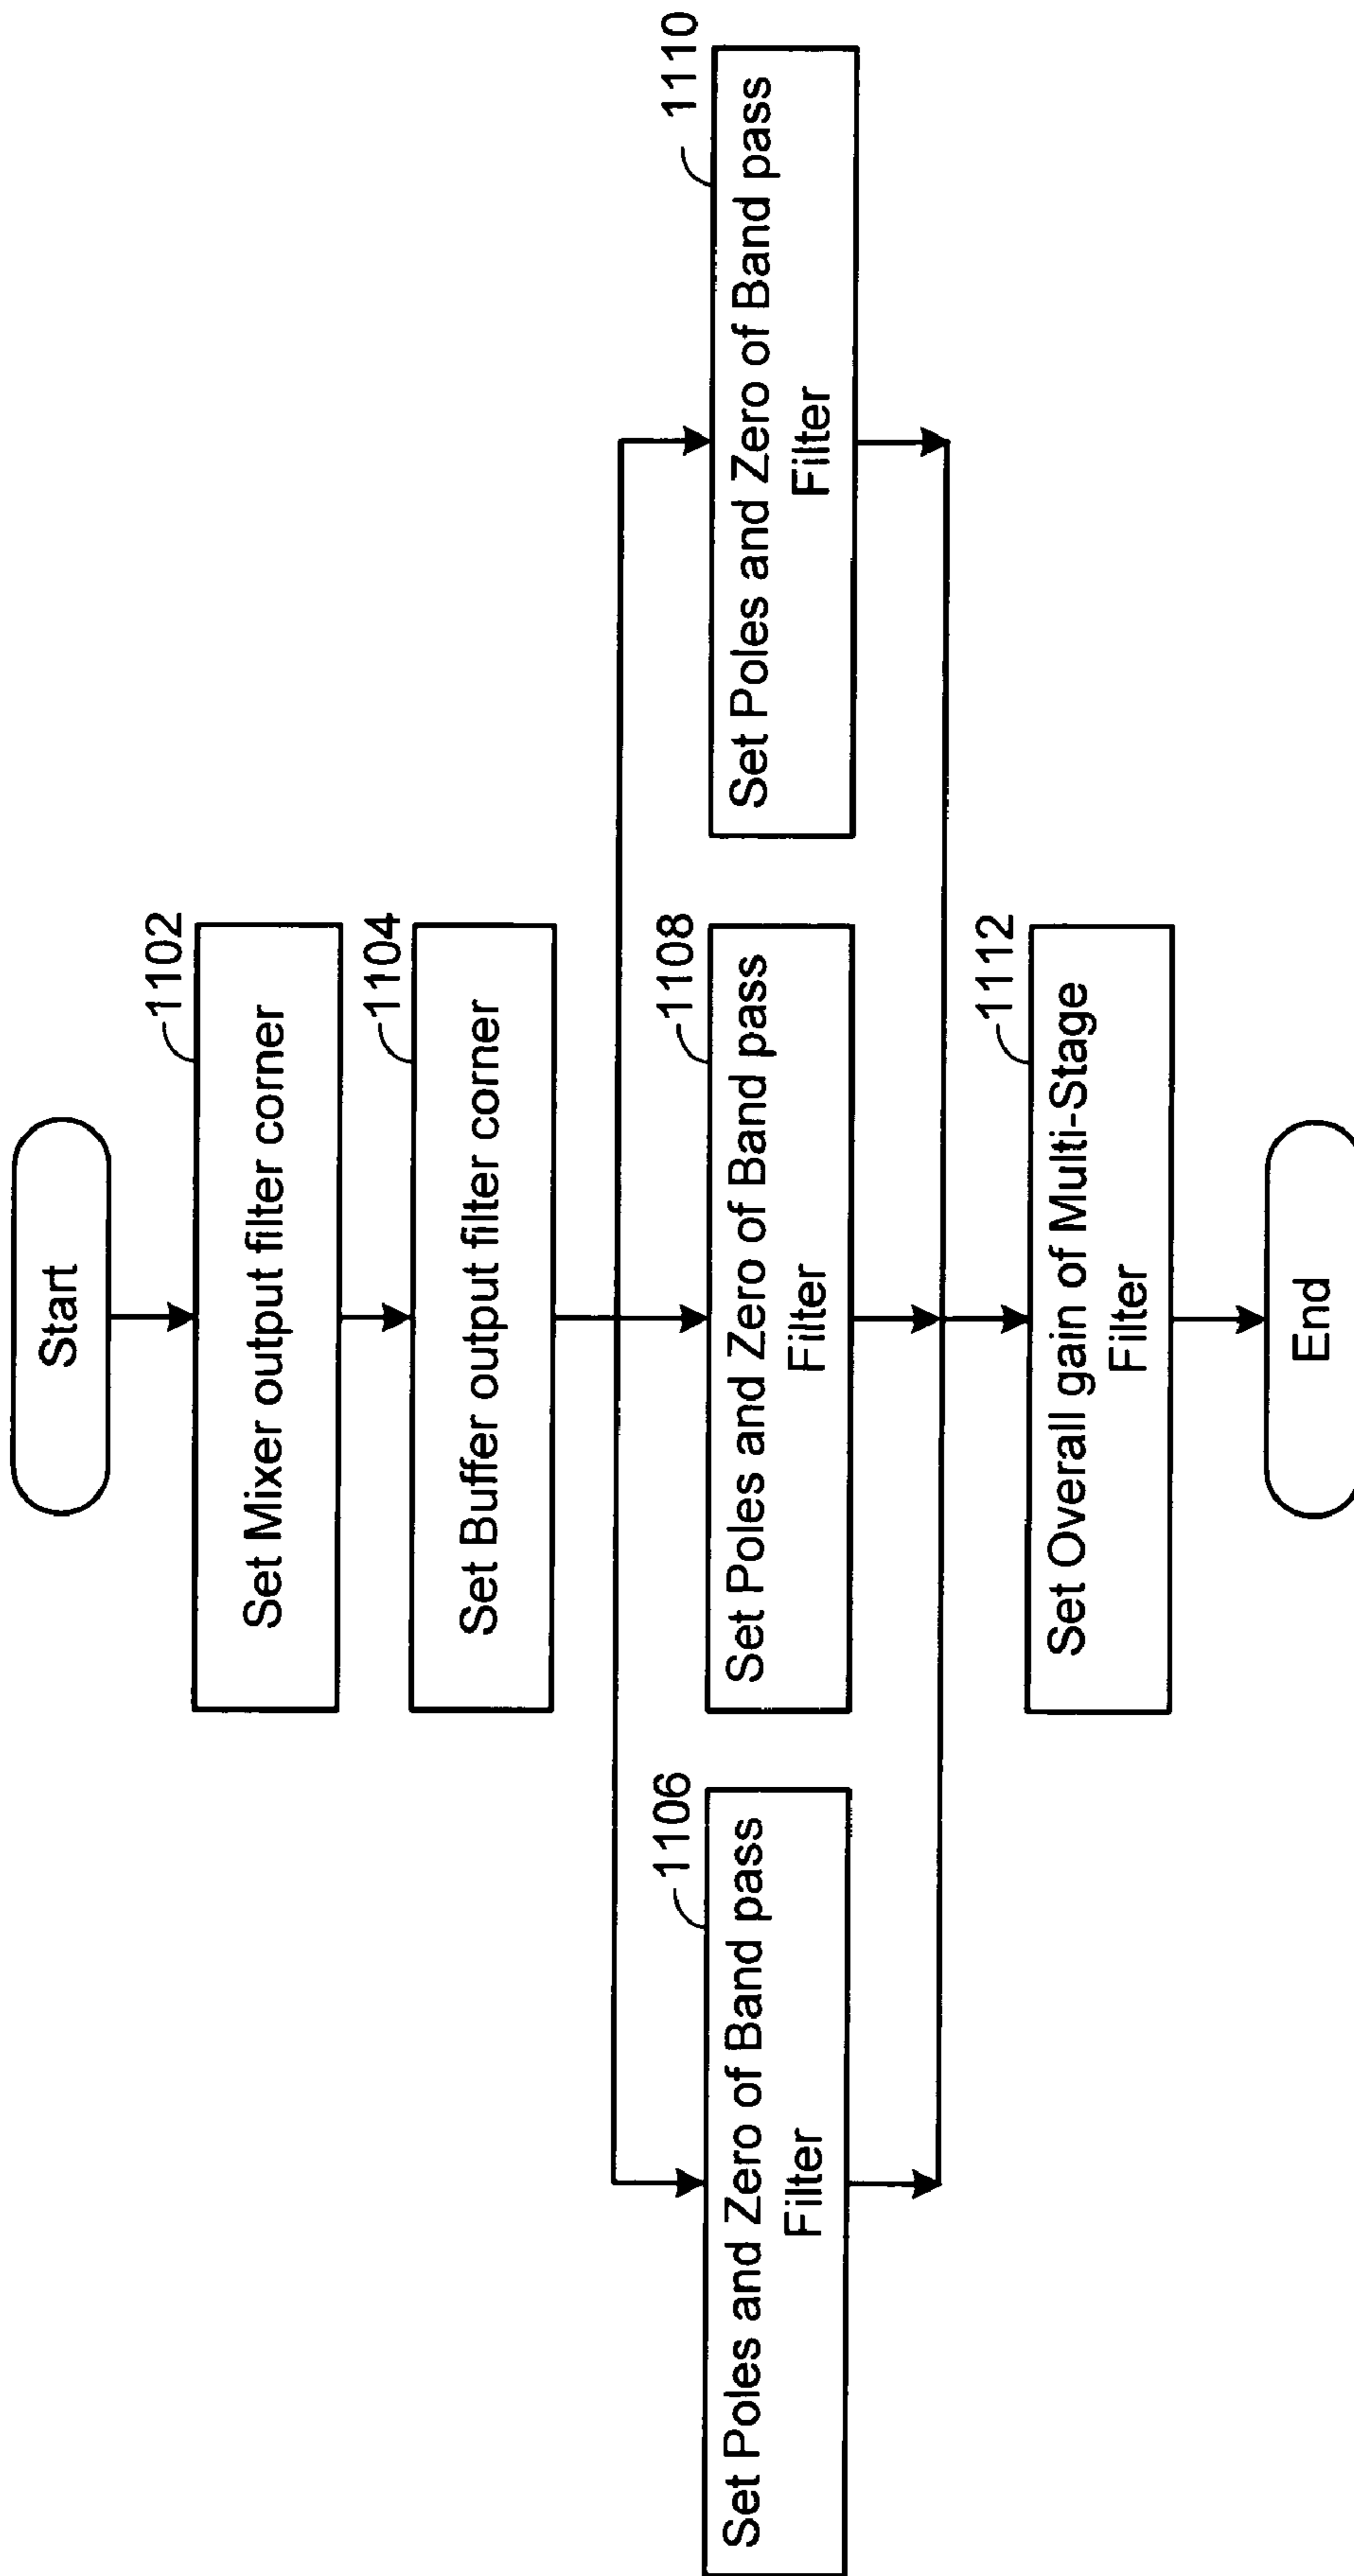 Start
1102
Set Mixer output filter corner
1104
Set Buffer output filter corner
1106
Set Poles and Zero of Band pass
Filter
1108
Set Poles and Zero of Band pass
Filter
1110
Set Poles and Zero of Band pass
Filter
1112
Set Overall gain of Multi-Stage
Filter
End